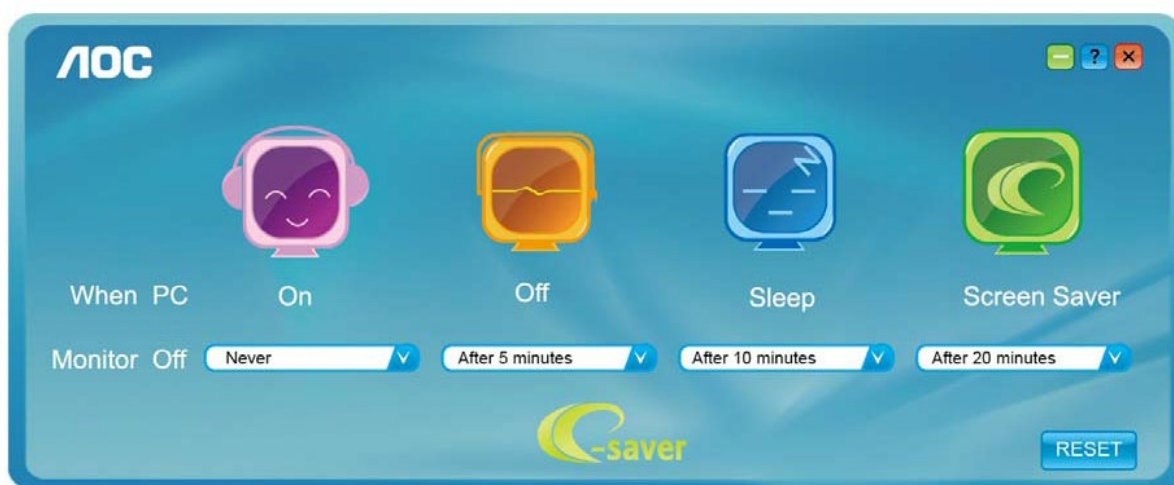 AOC
?
When PC On Off Sleep Screen Saver
Monitor Off Never After 5 minutes After 10 minutes After 20 minutes
e-saver
RESET